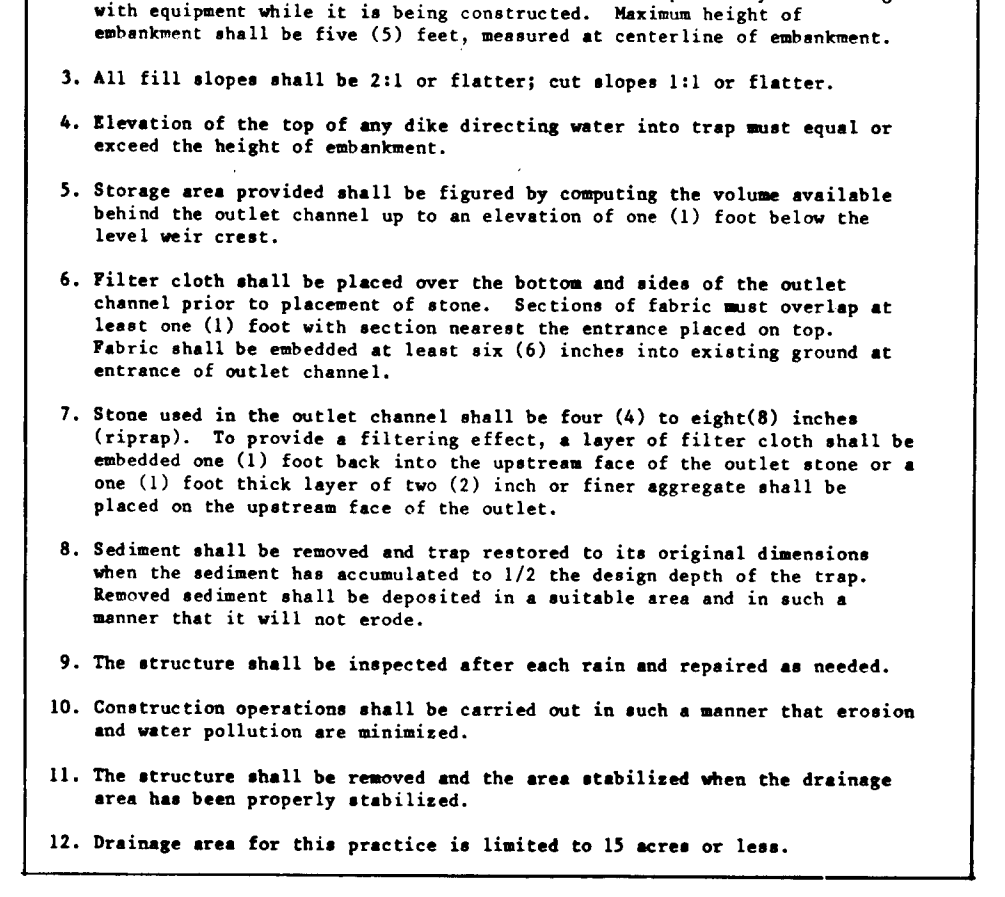 with equipment while it is being constructed. Maximum height of
embankment shall be five (5) feet, measured at centerline of embankment.
3. All fill slopes shall be 2:1 or flatter; cut slopes 1:1 or flatter.
4. Elevation of the top of any dike directing water into trap must equal or
exceed the height of embankment.
5. Storage area provided shall be figured by computing the volume available
behind the outlet channel up to an elevation of one (1) foot below the
level weir crest.
6. Filter cloth shall be placed over the bottom and sides of the outlet
channel prior to placement of stone. Sections of fabric must overlap at
least one (1) foot with section nearest the entrance placed on top.
Fabric shall be embedded at least six (6) inches into existing ground at
entrance of outlet channel.
7. Stone used in the outlet channel shall be four (4) to eight(8) inches
(riprap). To provide a filtering effect, a layer of filter cloth shall be
embedded one (1) foot back into the upstream face of the outlet stone or a
one (1) foot thick layer of two (2) inch or finer aggregate shall be
placed on the upstream face of the outlet.
8. Sediment shall be removed and trap restored to its original dimensions
when the sediment has accumulated to 1/2 the design depth of the trap.
Removed sediment shall be deposited in a suitable area and in such a
manner that it will not erode.
9. The structure shall be inspected after each rain and repaired as needed.
10. Construction operations shall be carried out in such a manner that erosion
and water pollution are minimized.
11. The structure shall be removed and the area stabilized when the drainage
area has been properly stabilized.
12. Drainage area for this practice is limited to 15 acres or less.